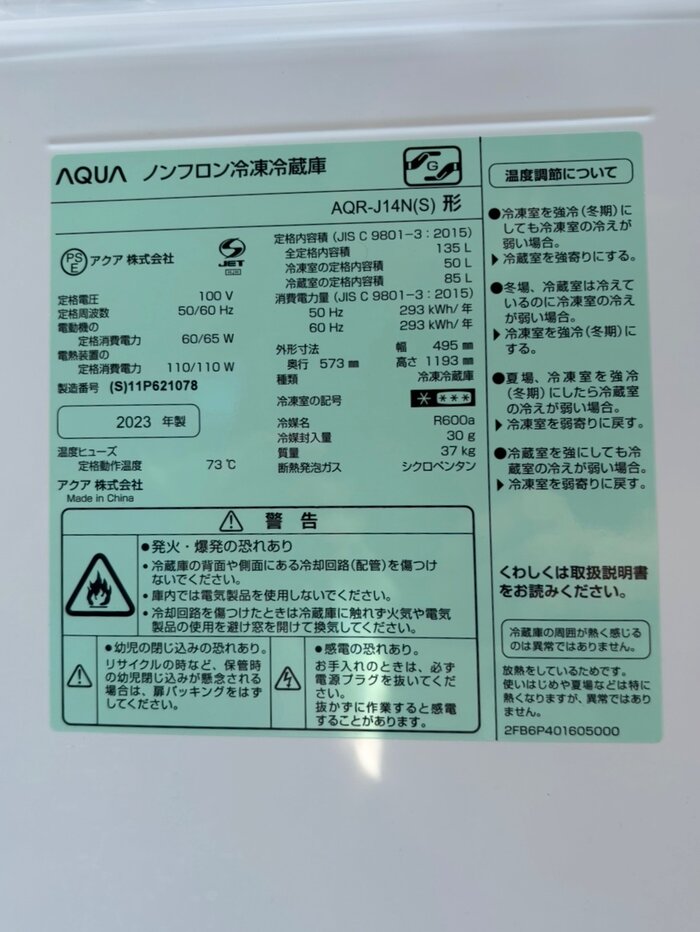 AQUA ノンフロン冷凍冷蔵庫
G
AQR-J14N(S) 形
PS
E
アクア 株式会社
JET
定格電圧 100 V
定格周波数 50/60 Hz
電動機の
定格消費電力 60/65 W
電熱装置の
定格消費電力 110/110 W
製造番号 (S)11P621078
2023 年製
温度ヒューズ
定格動作温度 73 ℃
アクア 株式会社
Made in China
定格内容積 (JIS C 9801-3:2015)
全定格内容積 135 L
冷凍室の定格内容積 50 L
冷蔵室の定格内容積 85 L
消費電力量 (JIS C 9801-3:2015)
50 Hz 293 kWh/年
60 Hz 293 kWh/年
外形寸法 幅 495 ㎜
奥行 573 ㎜ 高さ 1193 ㎜
種類 冷凍冷蔵庫
冷凍室の記号 * ***
冷媒名 R600a
冷媒封入量 30 g
質量 37 kg
断熱発泡ガス シクロペンタン
⚠ 警告
●発火・爆発の恐れあり
・冷蔵庫の背面や側面にある冷却回路(配管)を傷つけ
ないでください。
・庫内では電気製品を使用しないでください。
・冷却回路を傷つけたときは冷蔵庫に触れず火気や電気
製品の使用を避け窓を開けて換気してください。
●幼児の閉じ込みの恐れあり。
リサイクルの時など、保管時
の幼児閉じ込みが懸念される
場合は、扉パッキングをはず
してください。
●感電の恐れあり。
お手入れのときは、必ず
電源プラグを抜いてくだ
さい。
抜かずに作業すると感電
することがあります。
温度調節について
●冷凍室を強冷(冬期)に
しても冷凍室の冷えが
弱い場合。
▶冷蔵室を強寄りにする。
●冬場、冷蔵室は冷えて
いるのに冷凍室の冷え
が弱い場合。
▶冷凍室を強冷(冬期)に
する。
●夏場、冷凍室を強冷
(冬期)にしたら冷蔵室
の冷えが弱い場合。
▶冷凍室を弱寄りに戻す。
●冷蔵室を強にしても冷
蔵室の冷えが弱い場合。
▶冷凍室を弱寄りに戻す。
くわしくは取扱説明書
をお読みください。
冷蔵庫の周囲が熱く感じる
のは異常ではありません。
放熱をしているためです。
使いはじめや夏場などは特に
熱くなりますが、異常ではあり
ません。
2FB6P401605000